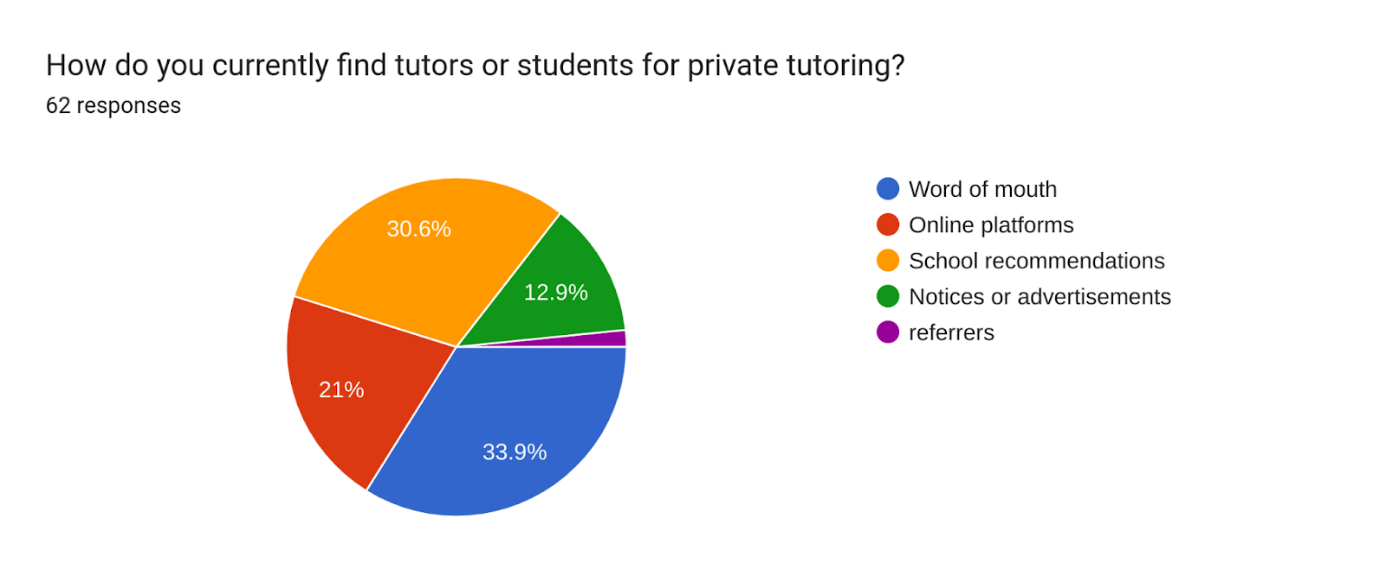 How do you currently find tutors or students for private tutoring?
62 responses
30.6%
12.9%
21%
33.9%
Word of mouth
Online platforms
School recommendations
Notices or advertisements
referrers